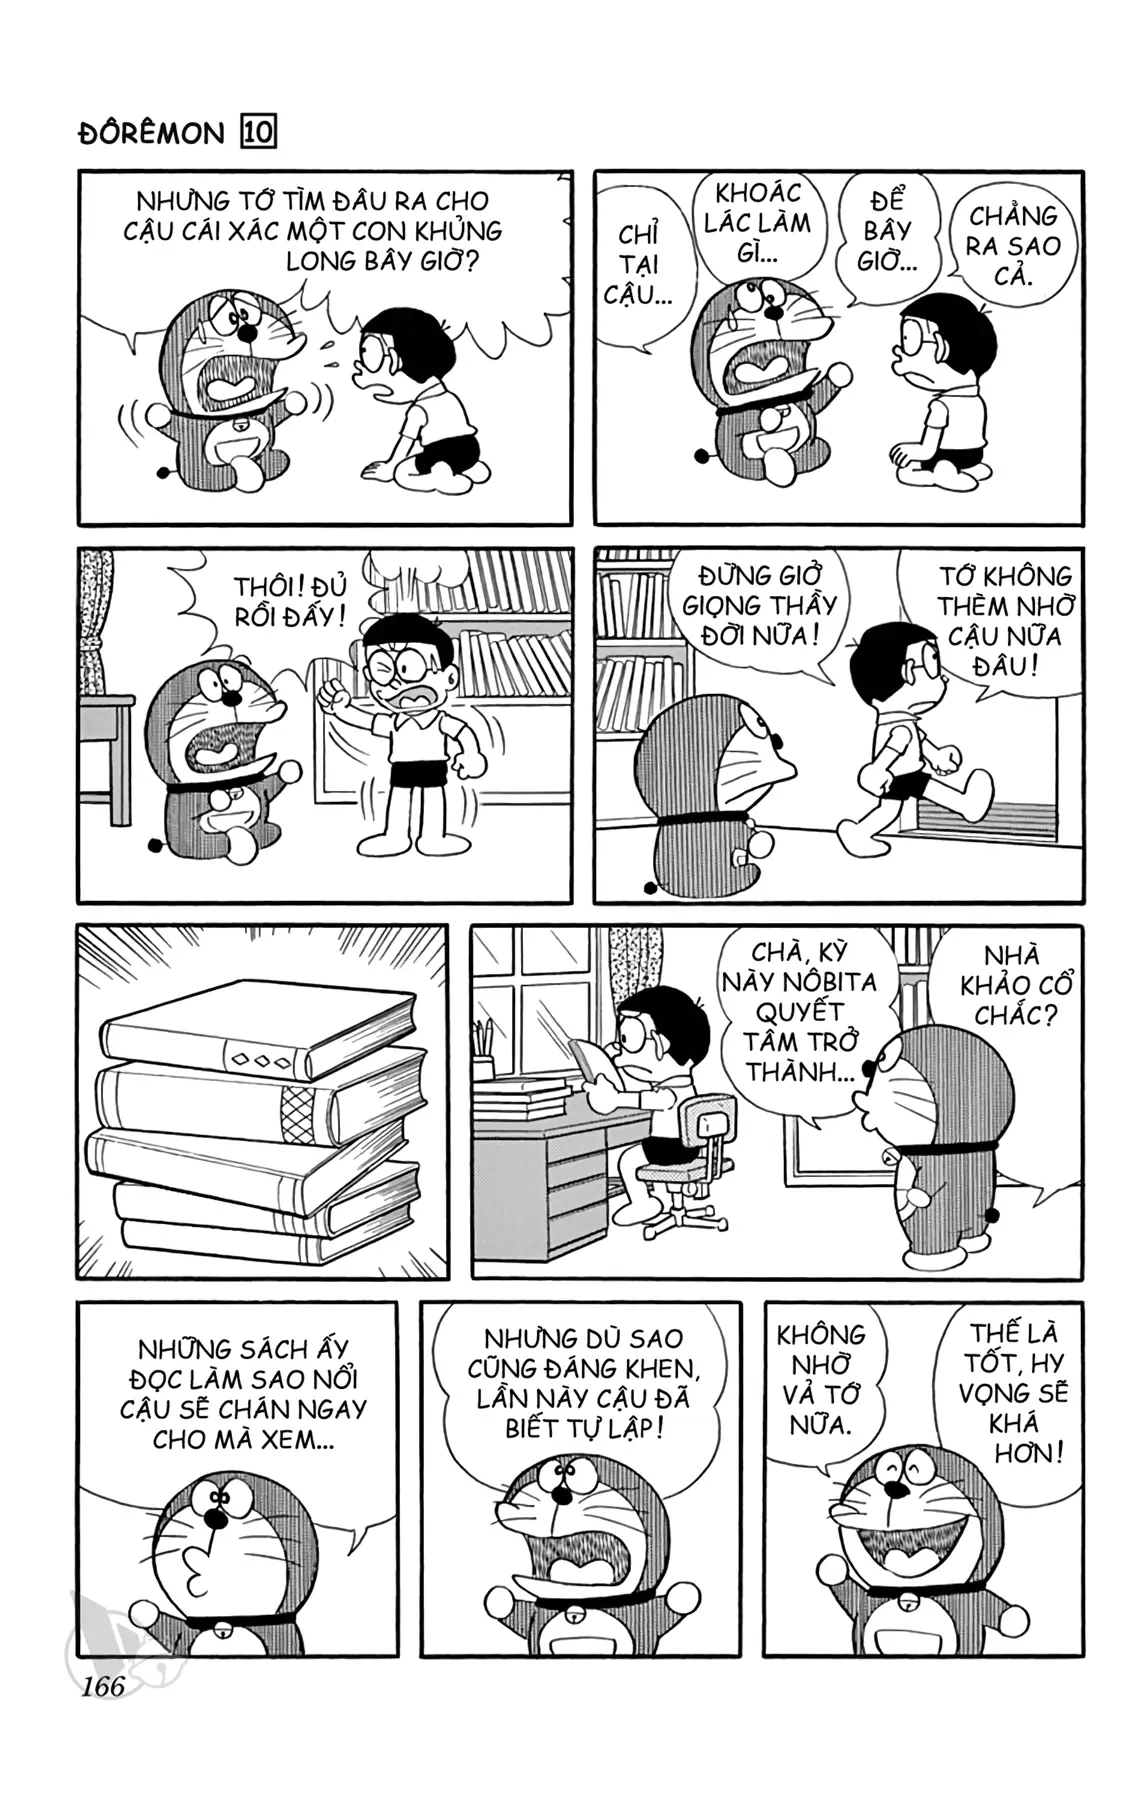 ĐÔRÊMON 10
NHƯNG TỚ TÌM ĐÂU RA CHO
CẬU CÁI XÁC MỘT CON KHỦNG
LONG BÂY GIỜ?
CHỈ
TẠI
CẬU...
KHOÁC
LÁC LÀM
GÌ...
ĐỂ
BÂY
GIỜ...
CHẲNG
RA SAO
CẢ.
THÔI! ĐỦ
RỒI ĐẤY!
ĐỪNG GIỞ
GIỌNG THẦY
ĐỜI NỮA!
TỚ KHÔNG
THÈM NHỜ
CẬU NỮA
ĐÂU!
CHÀ, KỲ
NÀY NÔBITA
QUYẾT
TÂM TRỞ
THÀNH...
NHÀ
KHẢO CỔ
CHẮC?
NHỮNG SÁCH ẤY
ĐỌC LÀM SAO NỔI
CẬU SẼ CHÁN NGAY
CHO MÀ XEM...
NHƯNG DÙ SAO
CŨNG ĐÁNG KHEN,
LẦN NÀY CẬU ĐÃ
BIẾT TỰ LẬP!
KHÔNG
NHỜ
VẢ TỚ
NỮA.
THẾ LÀ
TỐT, HY
VỌNG SẼ
KHÁ
HƠN!
166